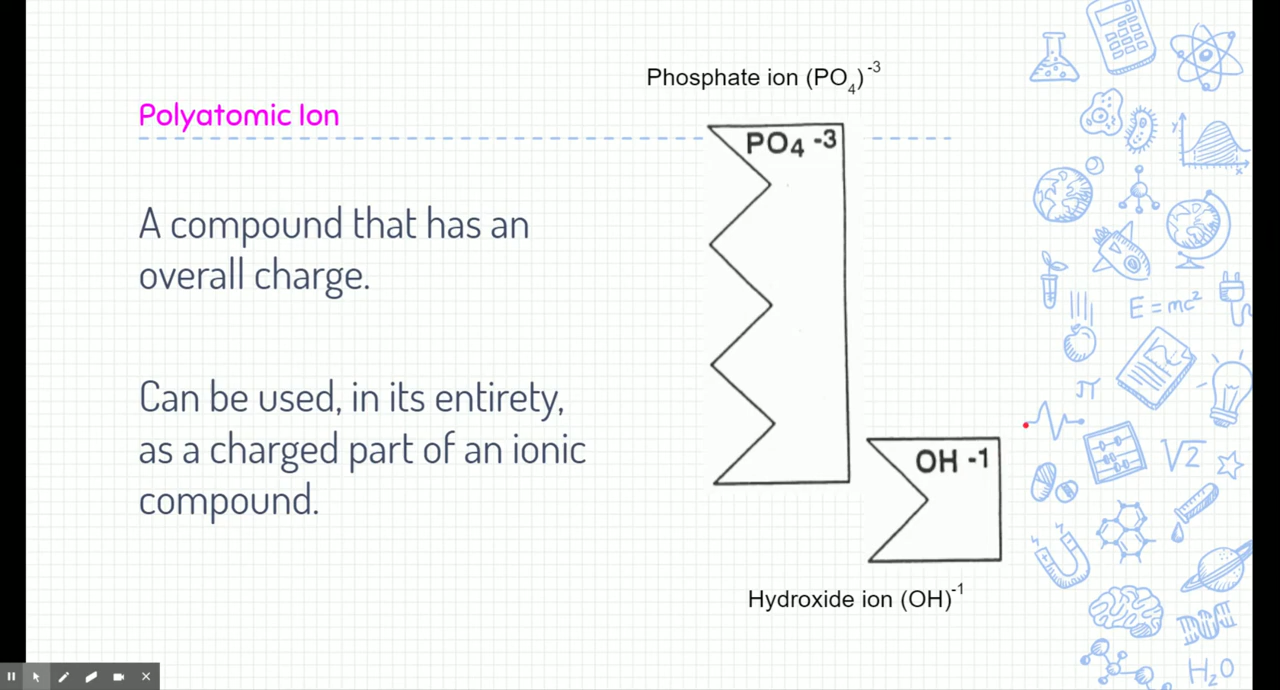 Phosphate ion (PO₄)⁻³
Polyatomic Ion
PO4 -3
A compound that has an
overall charge.
Can be used, in its entirety,
as a charged part of an ionic
compound.
OH -1
Hydroxide ion (OH)⁻¹
y
x
E = mc²
π
√2
H₂O